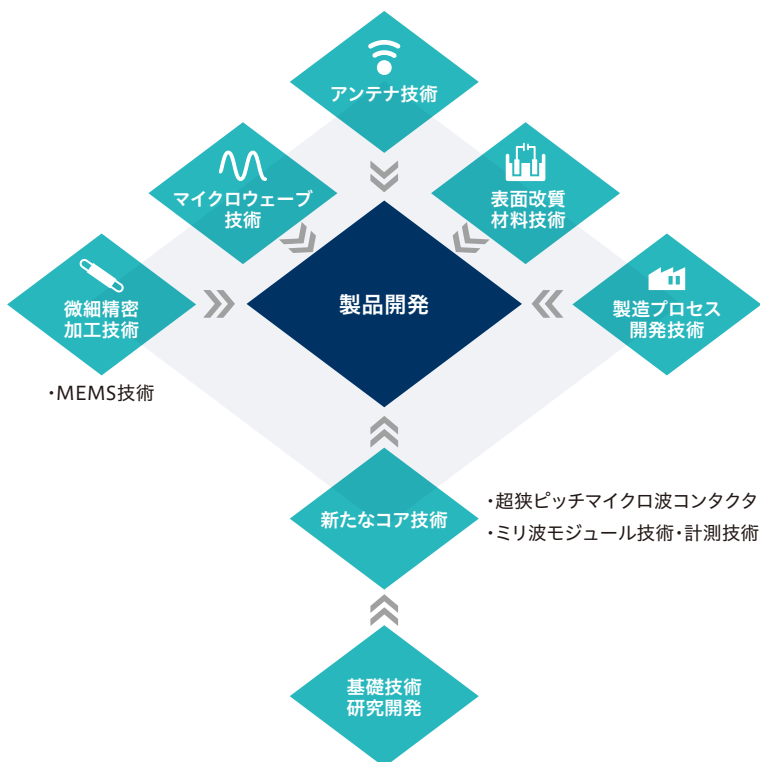 アンテナ技術
マイクロウェーブ
技術
表面改質
材料技術
微細精密
加工技術
製品開発
製造プロセス
開発技術
・MEMS技術
新たなコア技術
・超狭ピッチマイクロ波コンタクタ
・ミリ波モジュール技術・計測技術
基礎技術
研究開発